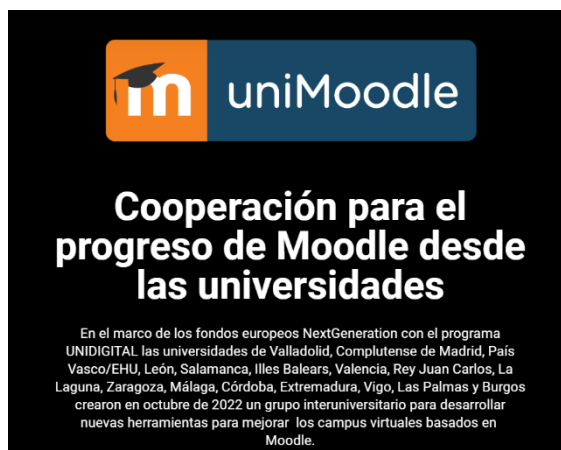 m uniMoodle
Cooperación para el
progreso de Moodle desde
las universidades
En el marco de los fondos europeos NextGeneration con el programa
UNIDIGITAL las universidades de Valladolid, Complutense de Madrid, País
Vasco/EHU, León, Salamanca, Illes Balears, Valencia, Rey Juan Carlos, La
Laguna, Zaragoza, Málaga, Córdoba, Extremadura, Vigo, Las Palmas y Burgos
crearon en octubre de 2022 un grupo interuniversitario para desarrollar
nuevas herramientas para mejorar los campus virtuales basados en
Moodle.